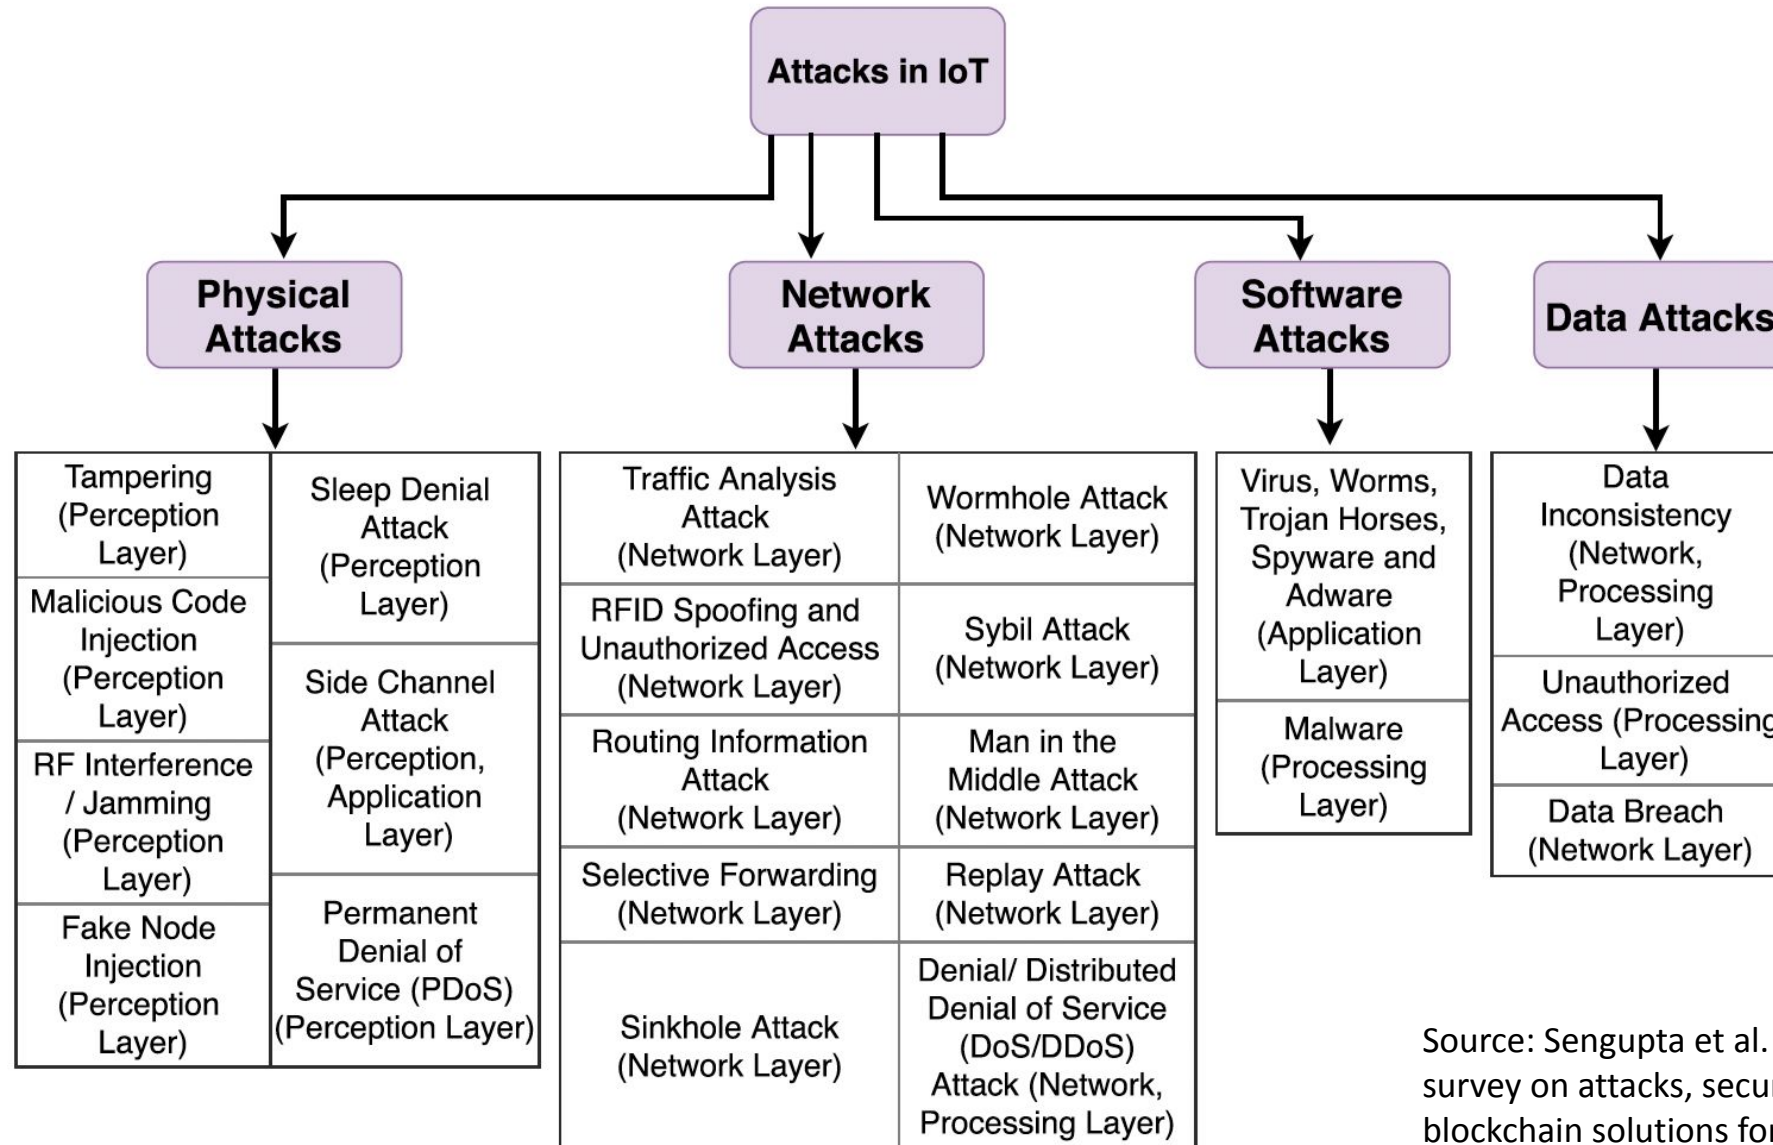 Attacks in IoT
Physical
Attacks
Network
Attacks
Software
Attacks
Data Attacks
Tampering
(Perception
Layer)
Malicious Code
Injection
(Perception
Layer)
RF Interference
/ Jamming
(Perception
Layer)
Fake Node
Injection
(Perception
Layer)
Sleep Denial
Attack
(Perception
Layer)
Side Channel
Attack
(Perception,
Application
Layer)
Permanent
Denial of
Service (PDoS)
(Perception Layer)
Traffic Analysis
Attack
(Network Layer)
RFID Spoofing and
Unauthorized Access
(Network Layer)
Routing Information
Attack
(Network Layer)
Selective Forwarding
(Network Layer)
Sinkhole Attack
(Network Layer)
Wormhole Attack
(Network Layer)
Sybil Attack
(Network Layer)
Man in the
Middle Attack
(Network Layer)
Replay Attack
(Network Layer)
Denial/ Distributed
Denial of Service
(DoS/DDoS)
Attack (Network,
Processing Layer)
Virus, Worms,
Trojan Horses,
Spyware and
Adware
(Application
Layer)
Malware
(Processing
Layer)
Data
Inconsistency
(Network,
Processing
Layer)
Unauthorized
Access (Processing
Layer)
Data Breach
(Network Layer)
Source: Sengupta et al.
survey on attacks,
blockchain solutions for